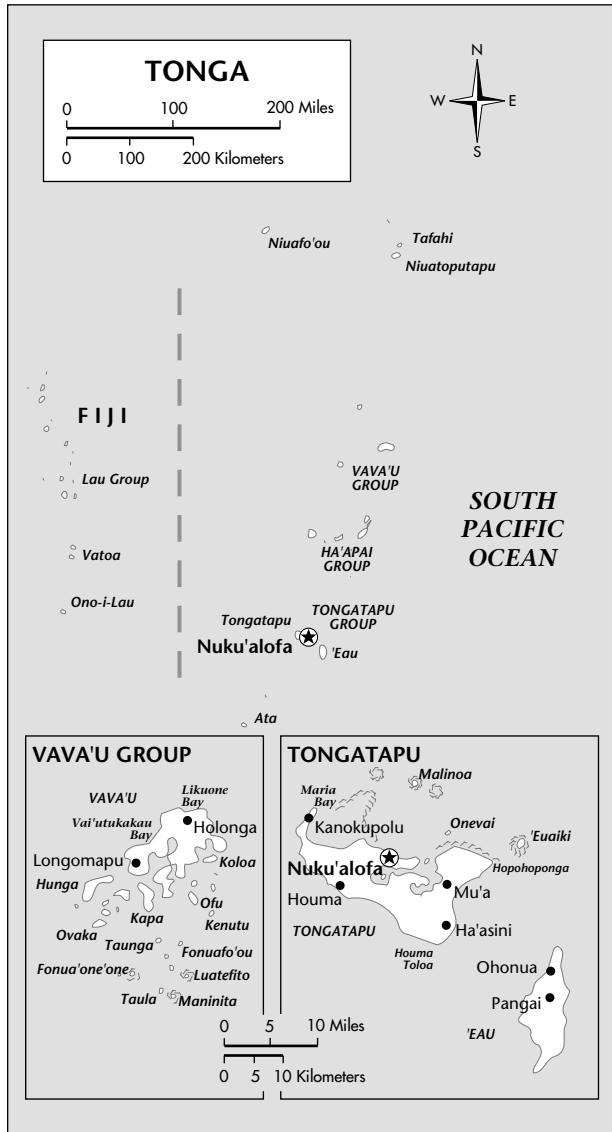 TONGA
0 100 200 Miles
0 100 200 Kilometers
N
W E
S
Niuafo'ou
Tafahi
Niuatoputapu
FIJI
Lau Group
VAVA'U
GROUP
SOUTH
PACIFIC
OCEAN
Vatoa
HA'APAI
GROUP
Ono-i-Lau
Tongatapu
TONGATAPU
GROUP
Nuku'alofa
'Eau
Ata
VAVA'U GROUP
VAVA'U
Likuone
Bay
Vai'utukakau
Bay
Holonga
Longomapu
Koloa
Hunga
Kapa
Ofu
Kenutu
Ovaka
Taunga
Fonuafo'ou
Fonua'one'one
Luatefito
Taula
Maninita
TONGATAPU
Maria
Bay
Malinoa
Kanokupolu
Onevai
'Euaiki
Nuku'alofa
Hopohoponga
Houma
Mu'a
TONGATAPU
Ha'asini
Houma
Toloa
Ohonua
Pangai
'EAU
0 5 10 Miles
0 5 10 Kilometers